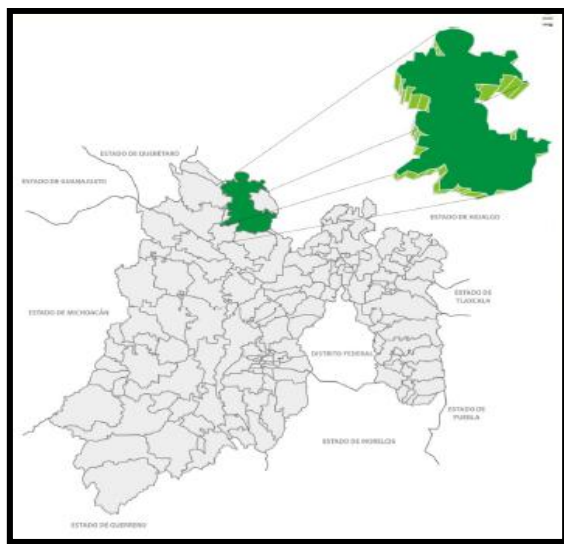 ESTADO DE QUERÉTARO
ESTADO DE GUANAJUATO
ESTADO DE HIDALGO
ESTADO DE
TLAXCALA
ESTADO DE MICHOACÁN
DISTRITO FEDERAL
ESTADO DE
PUEBLA
ESTADO DE MORELOS
ESTADO DE GUERRERO